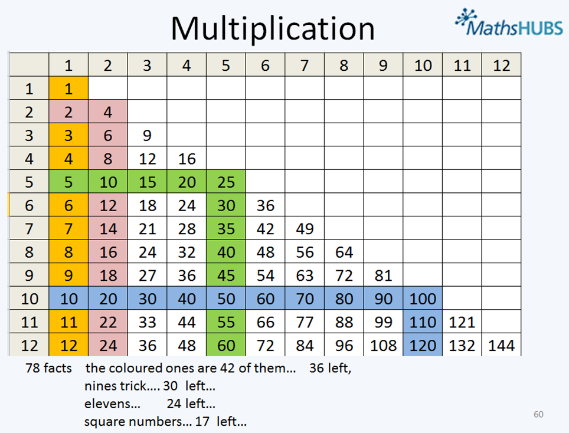 Multiplication
MathsHUBS
1 2 3 4 5 6 7 8 9 10 11 12
1 1
2 2 4
3 3 6 9
4 4 8 12 16
5 5 10 15 20 25
6 6 12 18 24 30 36
7 7 14 21 28 35 42 49
8 8 16 24 32 40 48 56 64
9 9 18 27 36 45 54 63 72 81
10 10 20 30 40 50 60 70 80 90 100
11 11 22 33 44 55 66 77 88 99 110 121
12 12 24 36 48 60 72 84 96 108 120 132 144
78 facts the coloured ones are 42 of them... 36 left,
nines trick.... 30 left...
elevens... 24 left...
square numbers... 17 left...
60